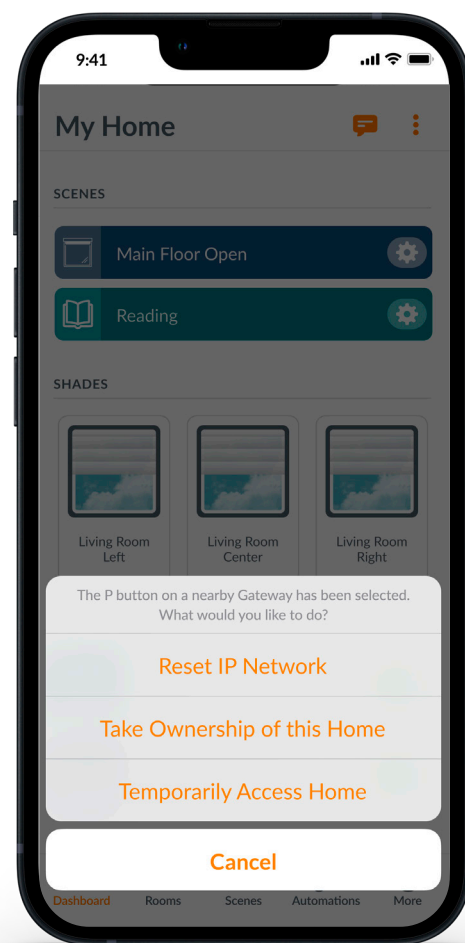 9:41
My Home
SCENES
Main Floor Open
Reading
SHADES
Living Room
Left
Living Room
Center
Living Room
Right
The P button on a nearby Gateway has been selected.
What would you like to do?
Reset IP Network
Take Ownership of this Home
Temporarily Access Home
Cancel
Dashboard
Rooms
Scenes
Automations
More